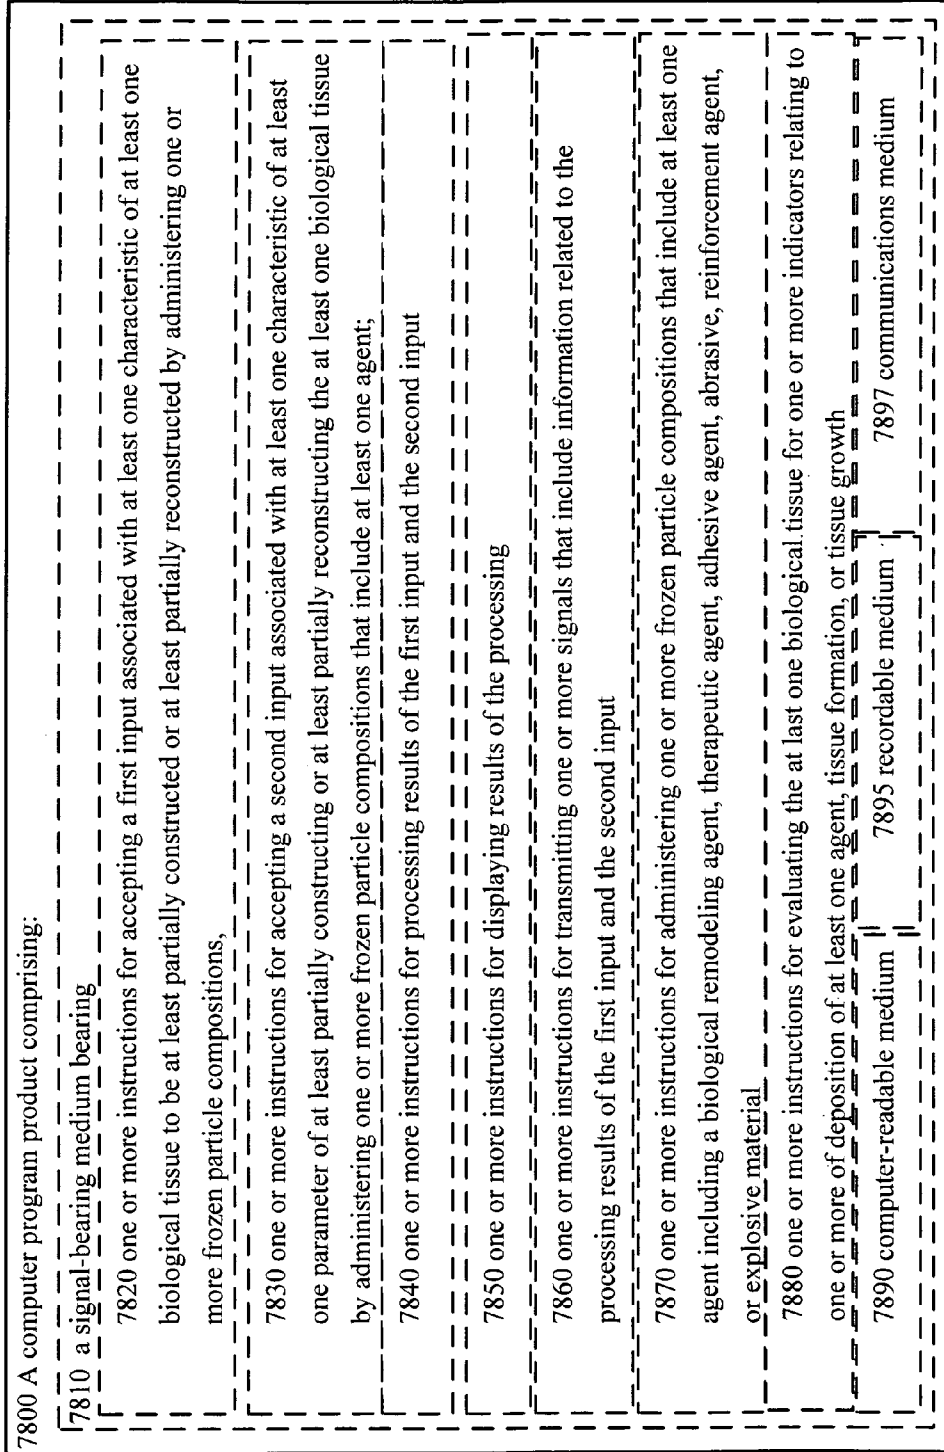 7800 A computer program product comprising:
7810 a signal-bearing medium bearing
7820 one or more instructions for accepting a first input associated with at least one characteristic of at least one
biological tissue to be at least partially constructed or at least partially reconstructed by administering one or
more frozen particle compositions,
7830 one or more instructions for accepting a second input associated with at least one characteristic of at least
one parameter of at least partially constructing or at least partially reconstructing the at least one biological tissue
by administering one or more frozen particle compositions that include at least one agent;
7840 one or more instructions for processing results of the first input and the second input
7850 one or more instructions for displaying results of the processing
7860 one or more instructions for transmitting one or more signals that include information related to the
processing results of the first input and the second input
7870 one or more instructions for administering one or more frozen particle compositions that include at least one
agent including a biological remodeling agent, therapeutic agent, adhesive agent, abrasive, reinforcement agent,
or explosive material
7880 one or more instructions for evaluating the at last one biological tissue for one or more indicators relating to
one or more of deposition of at least one agent, tissue formation, or tissue growth
7890 computer-readable medium
7895 recordable medium
7897 communications medium